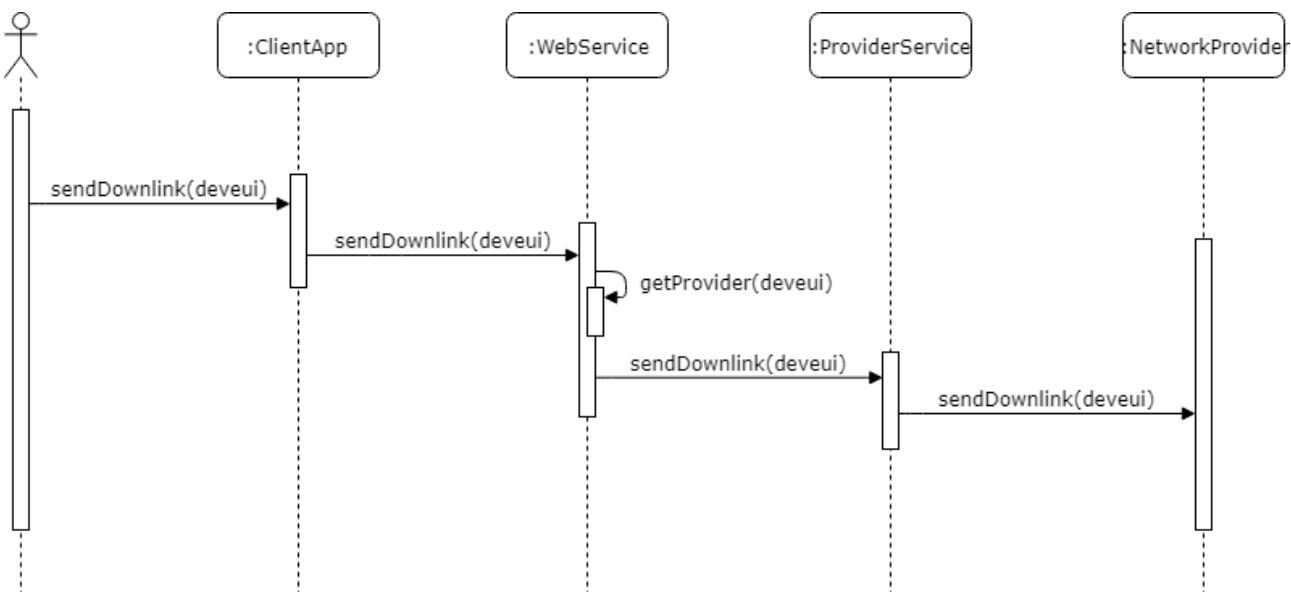 :ClientApp
:WebService
:ProviderService
:NetworkProvider
sendDownlink(deveui)
sendDownlink(deveui)
getProvider(deveui)
sendDownlink(deveui)
sendDownlink(deveui)